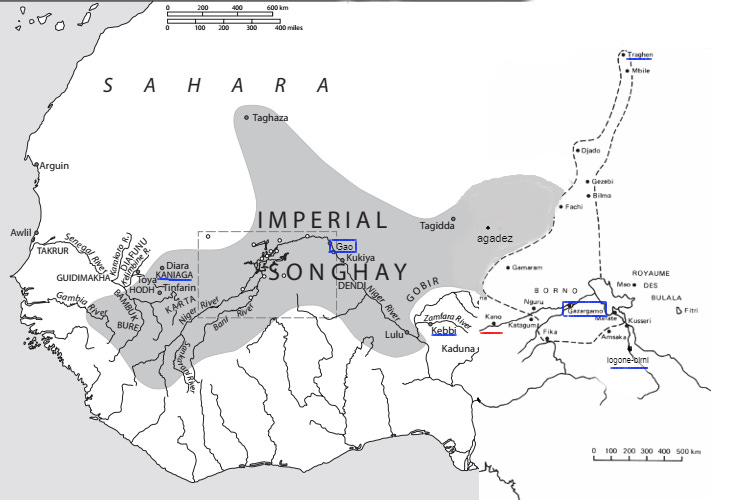 0 200 400 600 km
0 100 200 300 400 miles
S A H A R A
Traghen
Mbile
Taghaza
Djado
Arguin
Gezebi
Bilma
Fachi
IMPERIAL
Tagidda
Awlil
agadez
TAKRUR
Senegal River
Karakoro R.
DIAFUNU
Kolimbine R.
Gao
Kukiya
SONGHAY
Diara
KANIAGA
GUIDIMAKHA
Toya
HODH
Tinfarin
Gamaram
ROYAUME
DES
BULALA
Mao
Fitri
DENDI
GOBIR
BORNO
Gambia River
BAMBUK
KAARTA
Niger River
Bani River
Niger River
Nguru
Gazargamo
BURE
Zamfara River
Kano
Katagum
Kusseri
Lulu
Kebbi
Fika
Amsaka
Kaduna
Sankarani River
logone-birni
0 100 200 300 400 500 km